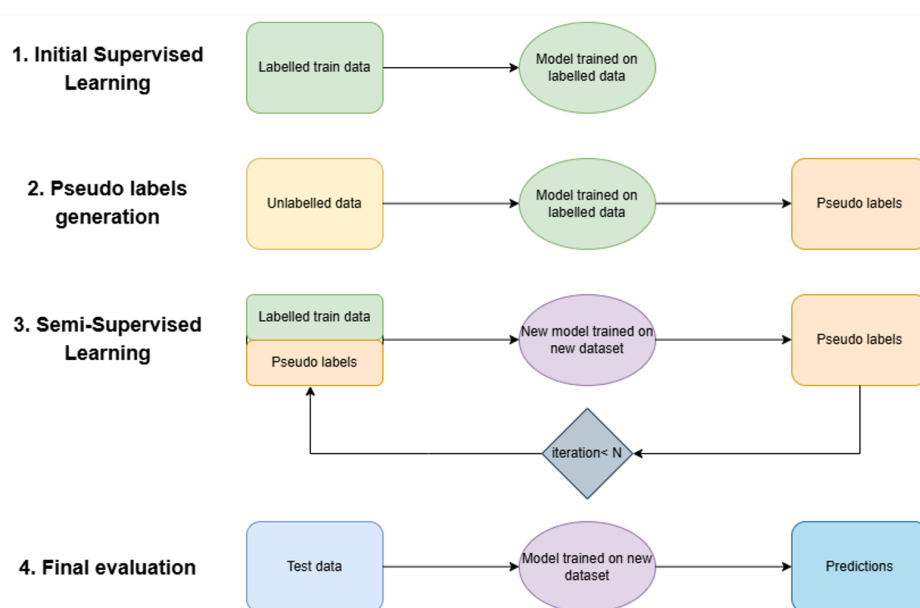 1. Initial Supervised
Learning
Labelled train data
Model trained on
labelled data
2. Pseudo labels
generation
Unlabelled data
Model trained on
labelled data
Pseudo labels
3. Semi-Supervised
Learning
Labelled train data
Pseudo labels
New model trained on
new dataset
Pseudo labels
iteration< N
4. Final evaluation
Test data
Model trained on new
dataset
Predictions